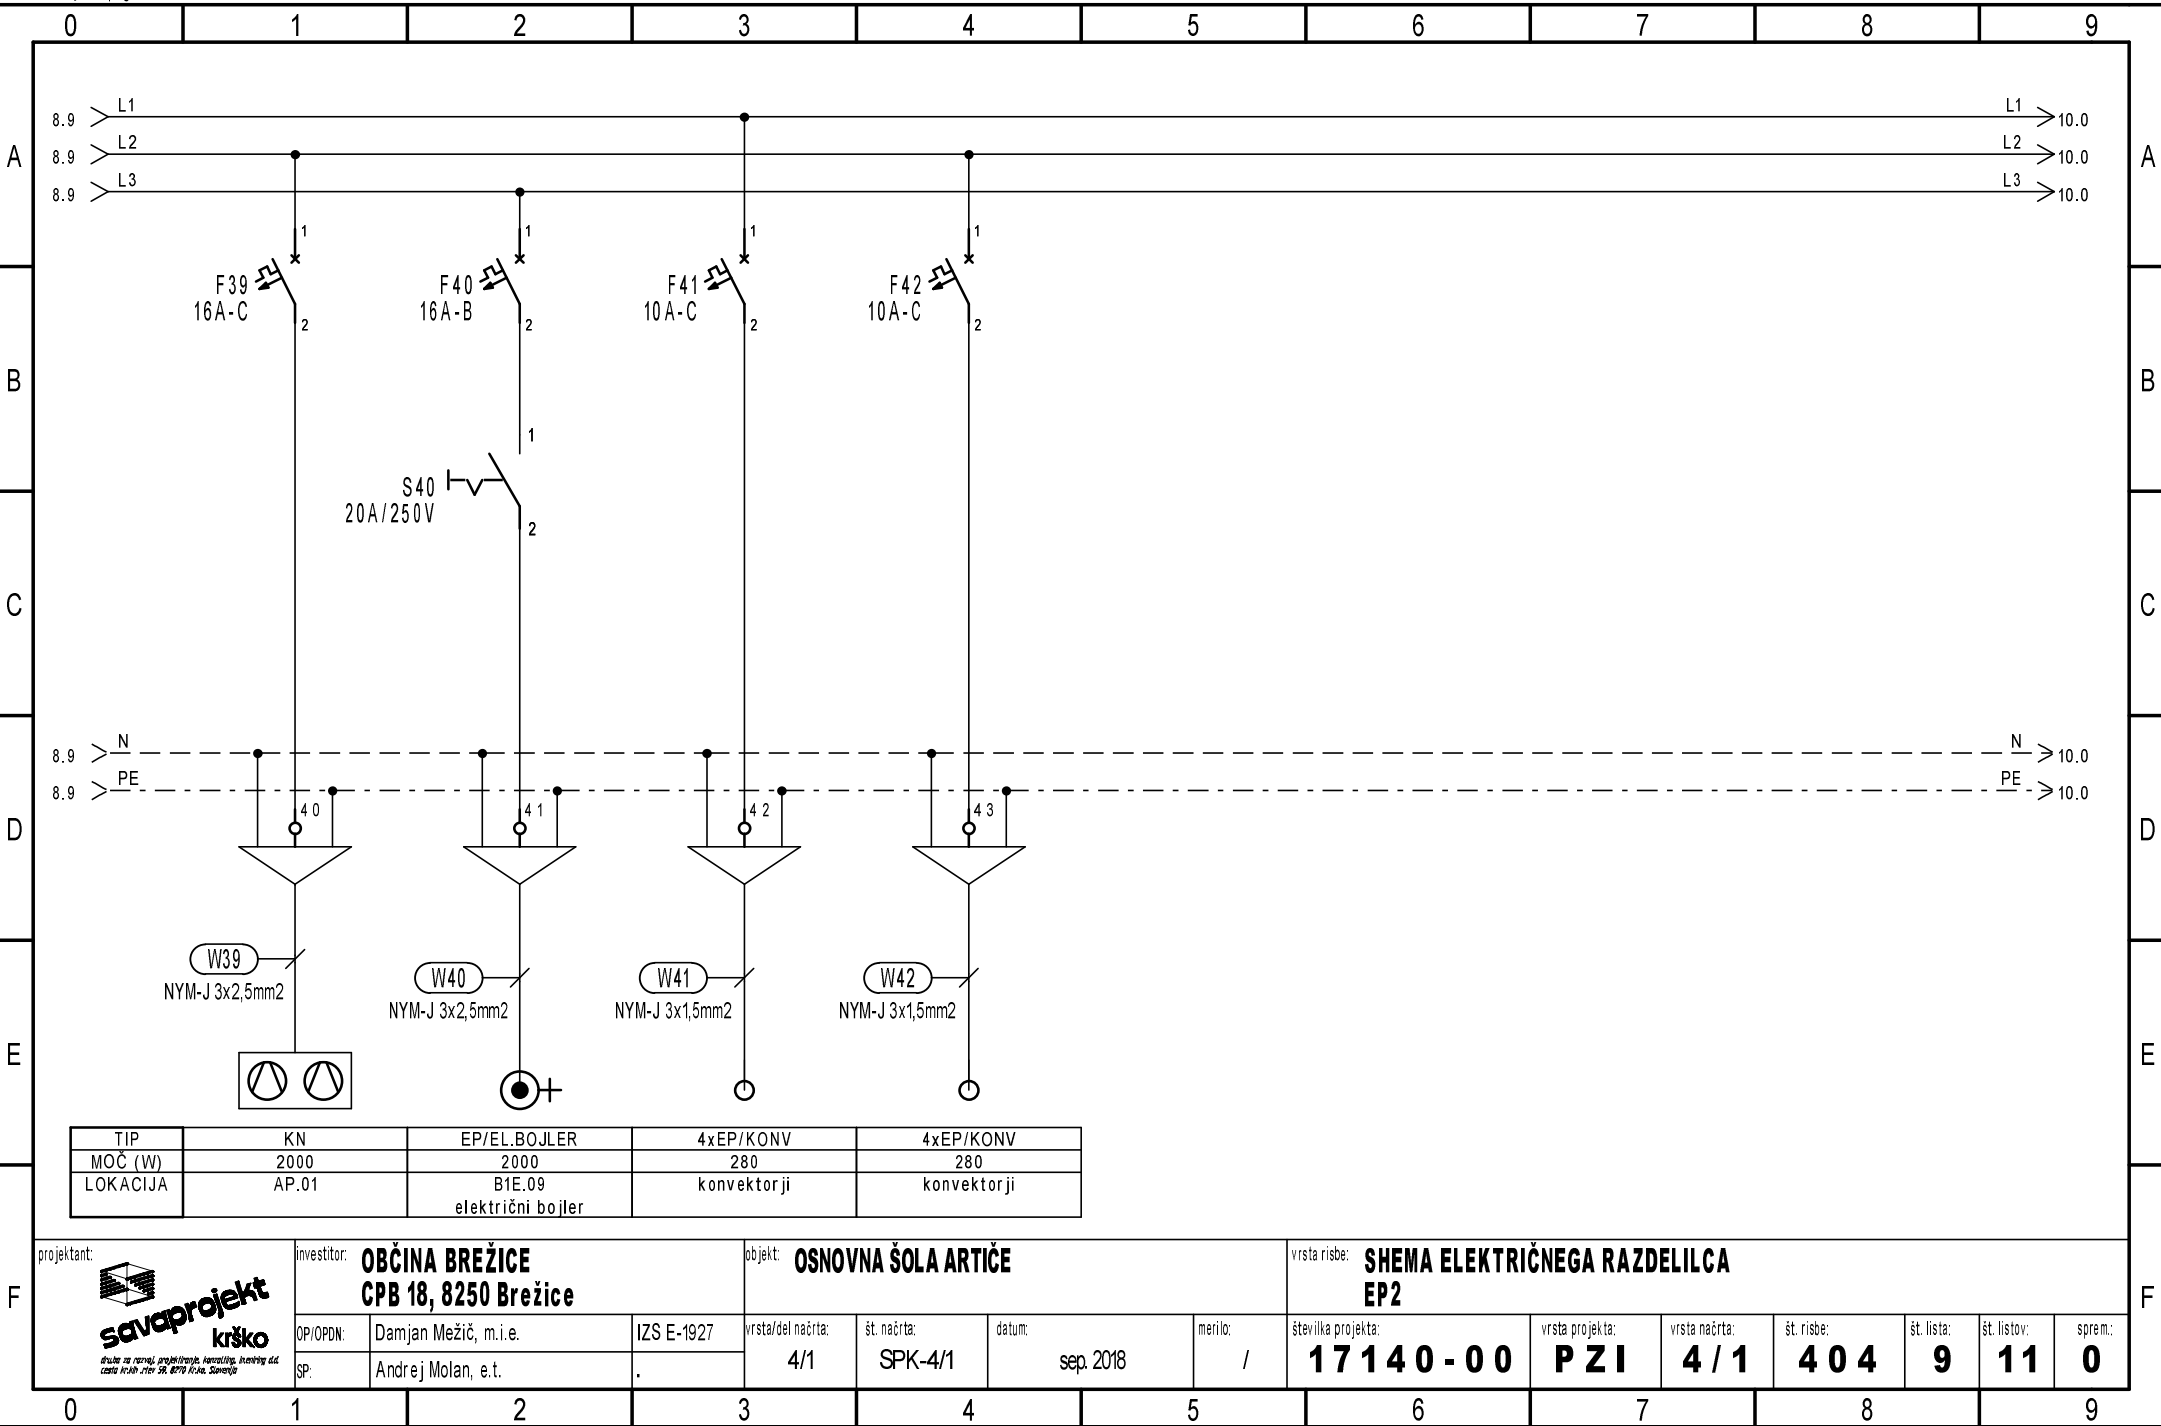 0 1 2 3 4 5 6 7 8 9
8.9 L1 L1 10.0
A 8.9 L2 L2 10.0 A
8.9 L3 L3 10.0
1 1 1 1
F39 F40 F41 F42
16A-C 16A-B 10A-C 10A-C
2 2 2 2
B B
1
S40
20A/250V
2
C C
8.9 N N 10.0
8.9 PE PE 10.0
40 41 42 43
D D
W39
NYM-J 3x2,5mm2
W40 W41 W42
NYM-J 3x2,5mm2 NYM-J 3x1,5mm2 NYM-J 3x1,5mm2
E E
TIP KN EP/EL.BOJLER 4xEP/KONV 4xEP/KONV
MOČ (W) 2000 2000 280 280
LOKACIJA AP.01 B1E.09 konvektorji konvektorji
električni bojler
projektant: investitor: OBČINA BREŽICE objekt: OSNOVNA ŠOLA ARTIČE vrsta risbe: SHEMA ELEKTRIČNEGA RAZDELILCA
CPB 18, 8250 Brežice EP2
F F
savaprojekt
krško
OP/OPDN: Damjan Mežič, m.i.e. IZS E-1927 vrsta/del načrta: št. načrta: datum: merilo: številka projekta: vrsta projekta: vrsta načrta: št. risbe: št. lista: št. listov: sprem.:
4/1 SPK-4/1 sep. 2018 / 17140-00 PZI 4/1 404 9 11 0
SP: Andrej Molan, e.t. .
0 1 2 3 4 5 6 7 8 9